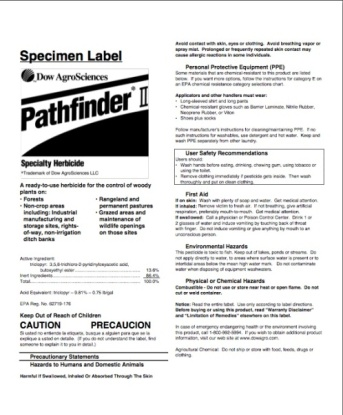 Specimen Label
Dow AgroSciences
Pathfinder* II
Specialty Herbicide
*Trademark of Dow AgroSciences LLC
A ready-to-use herbicide for the control of woody
plants on:
• Forests
• Non-crop areas
including: Industrial
manufacturing and
storage sites, rights-
of-way, non-irrigation
ditch banks
• Rangeland and
permanent pastures
• Grazed areas and
maintenance of
wildlife openings
on those sites
Active Ingredient:
triclopyr: 3,5,6-trichloro-2-pyridinyloxyacetic acid,
butoxyethyl ester 13.6%
Inert Ingredients 86.4%
Total 100.0%
Acid Equivalent: triclopyr - 9.81% - 0.75 lb/gal
EPA Reg. No. 62719-176
Keep Out of Reach of Children
CAUTION PRECAUCION
Si usted no entiende la etiqueta, busque a alguien para que se la
explique a usted en detalle. (If you do not understand the label, find
someone to explain it to you in detail.)
Precautionary Statements
Hazards to Humans and Domestic Animals
Harmful If Swallowed, Inhaled Or Absorbed Through The Skin
Avoid contact with skin, eyes or clothing. Avoid breathing vapor or
spray mist. Prolonged or frequently repeated skin contact may
cause allergic reactions in some individuals.
Personal Protective Equipment (PPE)
Some materials that are chemical-resistant to this product are listed
below. If you want more options, follow the instructions for category E on
an EPA chemical resistance category selection chart.
Applicators and other handlers must wear:
• Long-sleeved shirt and long pants
• Chemical-resistant gloves such as Barrier Laminate, Nitrile Rubber,
Neoprene Rubber, or Viton
• Shoes plus socks
Follow manufacturer's instructions for cleaning/maintaining PPE. If no
such instructions for washables, use detergent and hot water. Keep and
wash PPE separately from other laundry.
User Safety Recommendations
Users should:
• Wash hands before eating, drinking, chewing gum, using tobacco or
using the toilet.
• Remove clothing immediately if pesticide gets inside. Then wash
thoroughly and put on clean clothing.
First Aid
If on skin: Wash with plenty of soap and water. Get medical attention.
If inhaled: Remove victim to fresh air. If not breathing, give artificial
respiration, preferably mouth-to-mouth. Get medical attention.
If swallowed: Call a physician or Poison Control Center. Drink 1 or
2 glasses of water and induce vomiting by touching back of throat
with finger. Do not induce vomiting or give anything by mouth to an
unconscious person.
Environmental Hazards
This pesticide is toxic to fish. Keep out of lakes, ponds or streams. Do
not apply directly to water, to areas where surface water is present or to
intertidal areas below the mean high water mark. Do not contaminate
water when disposing of equipment washwaters.
Physical or Chemical Hazards
Combustible - Do not use or store near heat or open flame. Do not
cut or weld container.
Notice: Read the entire label. Use only according to label directions.
Before buying or using this product, read "Warranty Disclaimer"
and "Limitation of Remedies" elsewhere on this label.
In case of emergency endangering health or the environment involving
this product, call 1-800-992-5994. If you wish to obtain additional product
information, visit our web site at www.dowagro.com.
Agricultural Chemical: Do not ship or store with food, feeds, drugs or
clothing.